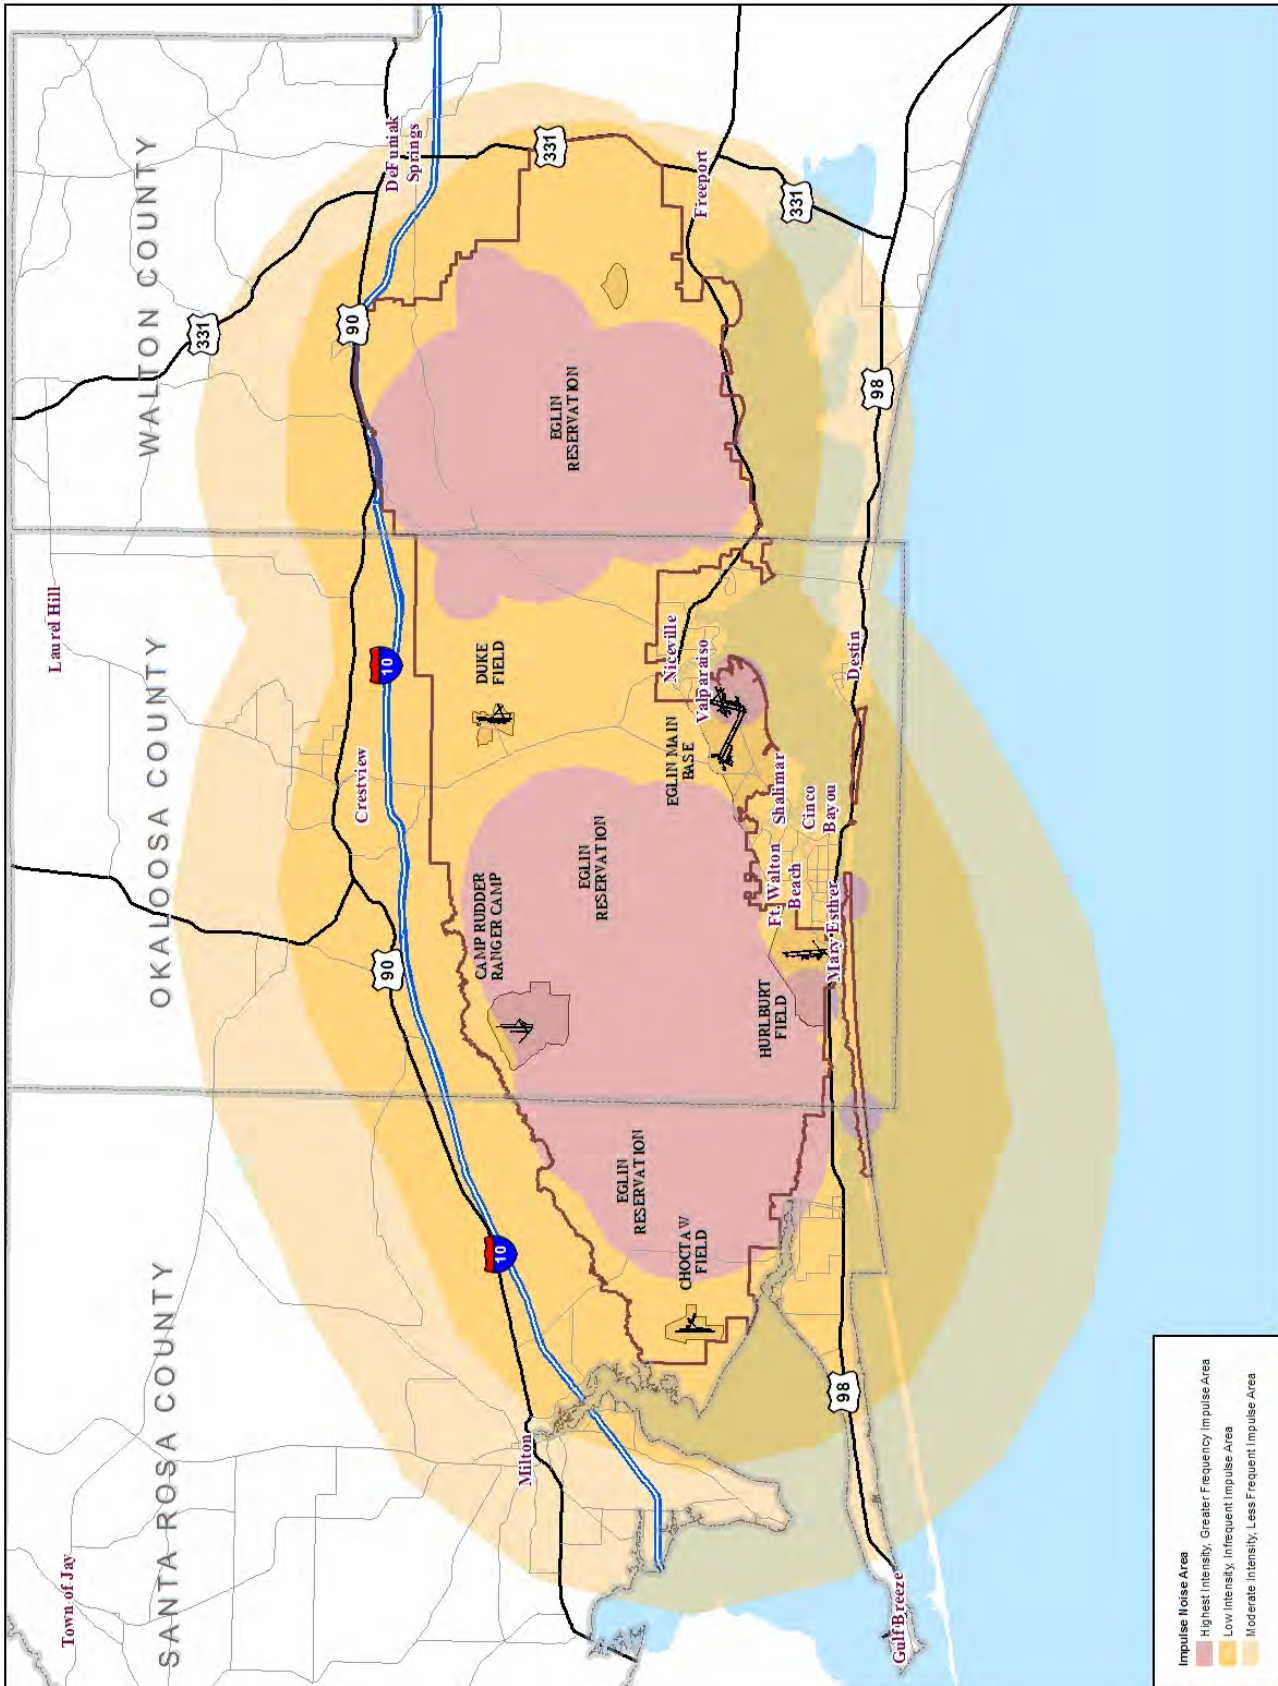 SANTA ROSA COUNTY
OKALOOSA COUNTY
WALTON COUNTY
Town of Jay
Laurel Hill
331
90
DeFuniak
Springs
Crestview
10
90
10
Milton
331
CAMP RUDDER
RANGER CAMP
DUKE
FIELD
EGLIN
RESERVATION
EGLIN
RESERVATION
EGLIN
RESERVATION
CHOCTAW
FIELD
EGLIN MAIN
BASE
Niceville
Valparaiso
Freeport
331
HURLBURT
FIELD
Ft. Walton
Beach
Shalimar
Cinco
Bayou
Mary Esther
Destin
98
98
Gulf Breeze
Impulse Noise Area
Highest Intensity, Greater Frequency Impulse Area
Low Intensity, Infrequent Impulse Area
Moderate Intensity, Less Frequent Impulse Area